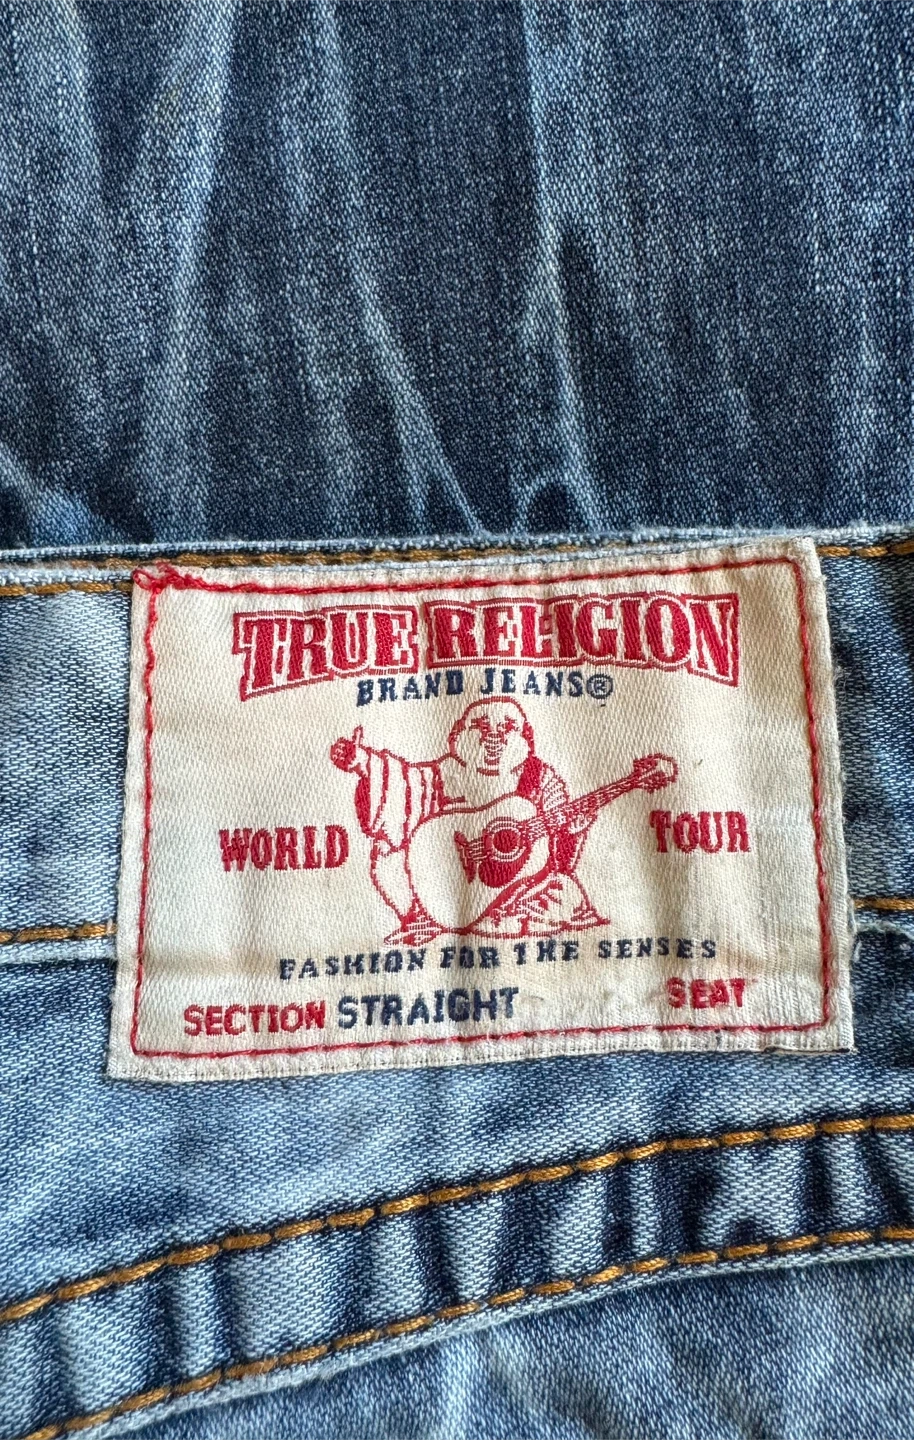 TRUE RELIGION
BRAND JEANS®
WORLD TOUR
FASHION FOR THE SENSES
SECTION STRAIGHT SEAT